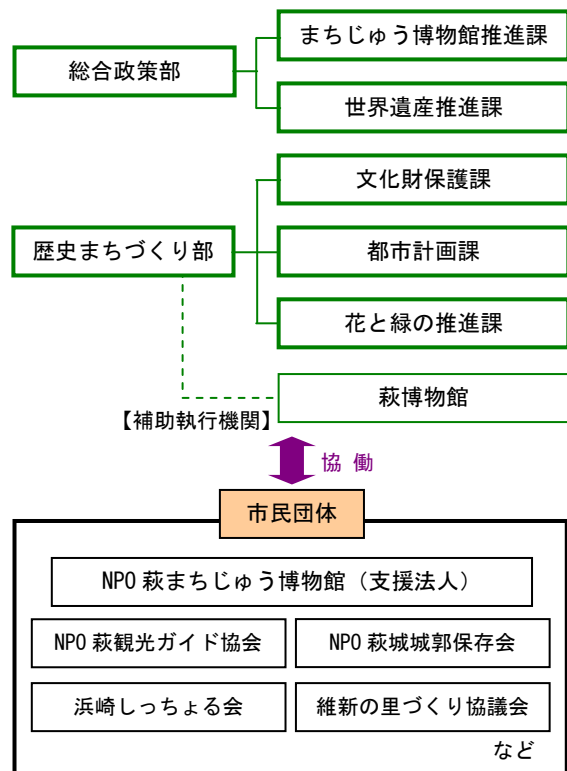 まちじゅう博物館推進課
総合政策部
世界遺産推進課
文化財保護課
歴史まちづくり部
都市計画課
花と緑の推進課
萩博物館
【補助執行機関】
協 働
市民団体
NPO 萩まちじゅう博物館（支援法人）
NPO 萩観光ガイド協会
NPO 萩城城郭保存会
浜崎しっちょる会
維新の里づくり協議会
など